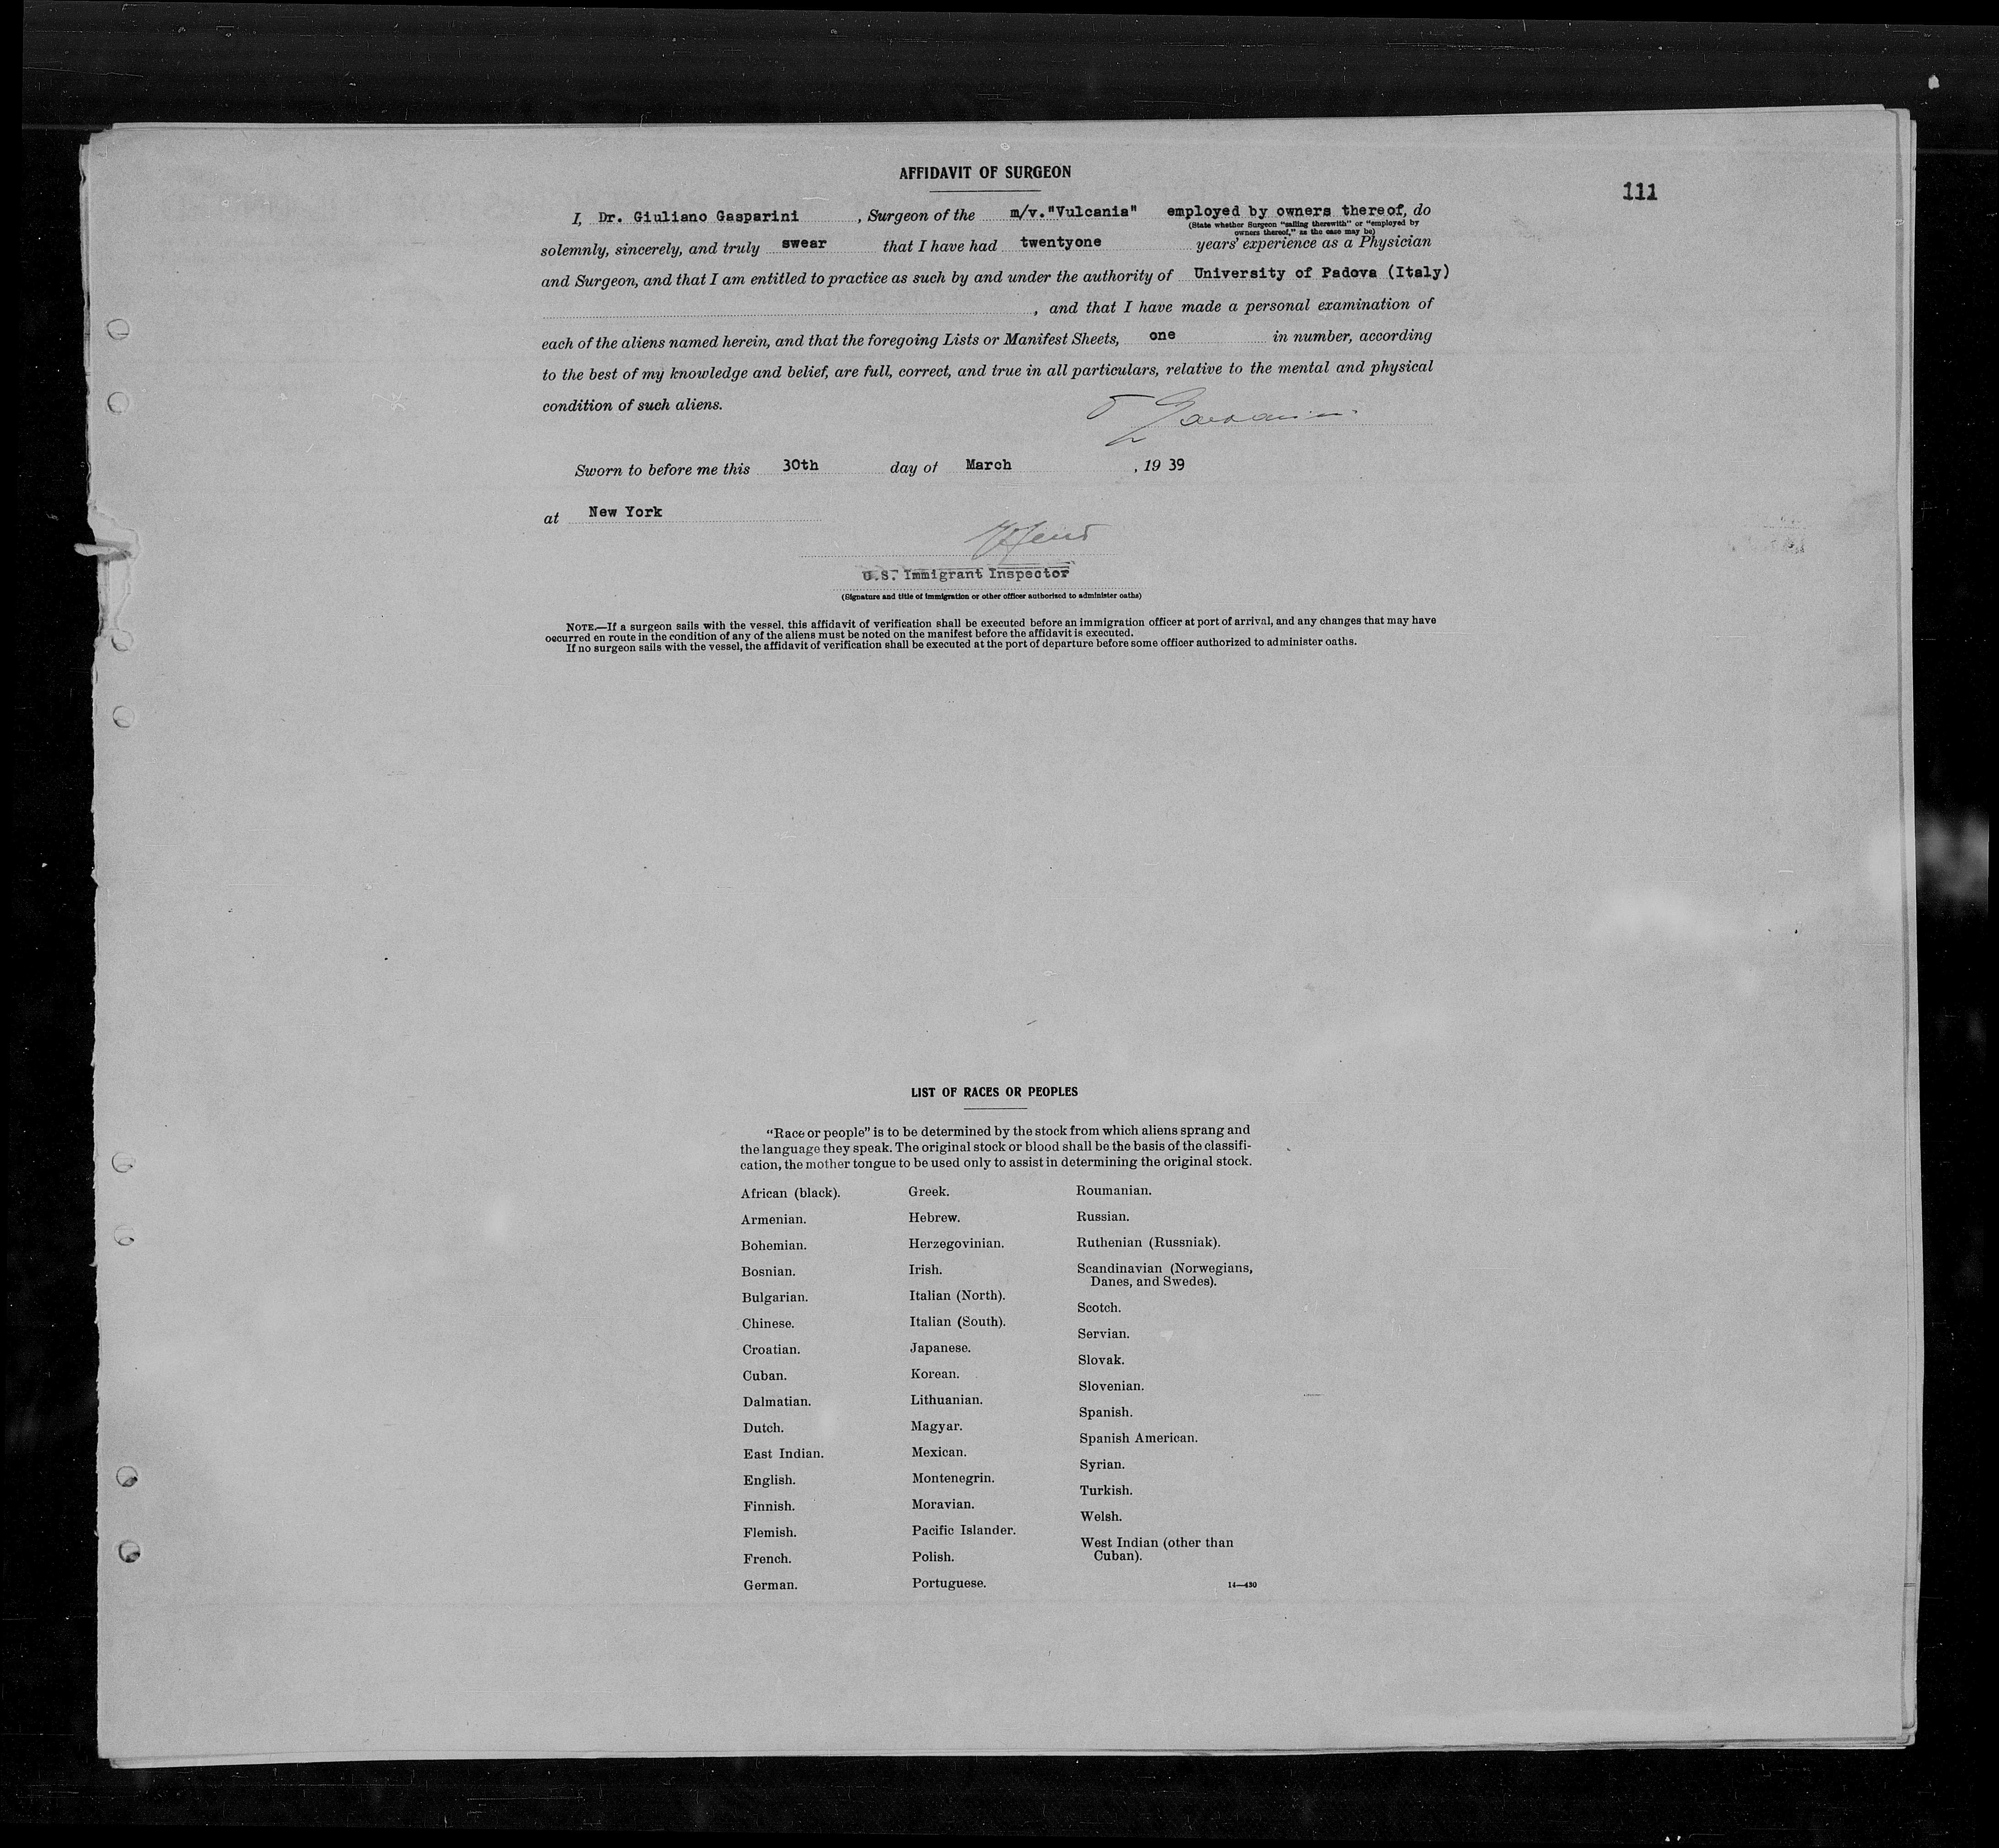 AFFIDAVIT OF SURGEON
111
I, Dr. Giuliano Gasparini, Surgeon of the m/v."Vulcania" employed by owners thereof, do
(State whether Surgeon "sailing therewith" or "employed by
owners thereof," as the case may be)
solemnly, sincerely, and truly swear that I have had twentyone years' experience as a Physician
and Surgeon, and that I am entitled to practice as such by and under the authority of University of Padova (Italy)
, and that I have made a personal examination of
each of the aliens named herein, and that the foregoing Lists or Manifest Sheets, one in number, according
to the best of my knowledge and belief, are full, correct, and true in all particulars, relative to the mental and physical
condition of such aliens.
Sworn to before me this 30th day of March, 1939
at New York
U.S. Immigrant Inspector
(Signature and title of immigration or other officer authorized to administer oaths)
NOTE.—If a surgeon sails with the vessel, this affidavit of verification shall be executed before an immigration officer at port of arrival, and any changes that may have
occurred en route in the condition of any of the aliens must be noted on the manifest before the affidavit is executed.
If no surgeon sails with the vessel, the affidavit of verification shall be executed at the port of departure before some officer authorized to administer oaths.
LIST OF RACES OR PEOPLES
"Race or people" is to be determined by the stock from which aliens sprang and
the language they speak. The original stock or blood shall be the basis of the classifi-
cation, the mother tongue to be used only to assist in determining the original stock.
African (black).
Armenian.
Bohemian.
Bosnian.
Bulgarian.
Chinese.
Croatian.
Cuban.
Dalmatian.
Dutch.
East Indian.
English.
Finnish.
Flemish.
French.
German.
Greek.
Hebrew.
Herzegovinian.
Irish.
Italian (North).
Italian (South).
Japanese.
Korean.
Lithuanian.
Magyar.
Mexican.
Montenegrin.
Moravian.
Pacific Islander.
Polish.
Portuguese.
Roumanian.
Russian.
Ruthenian (Russniak).
Scandinavian (Norwegians,
Danes, and Swedes).
Scotch.
Servian.
Slovak.
Slovenian.
Spanish.
Spanish American.
Syrian.
Turkish.
Welsh.
West Indian (other than
Cuban).
14—430